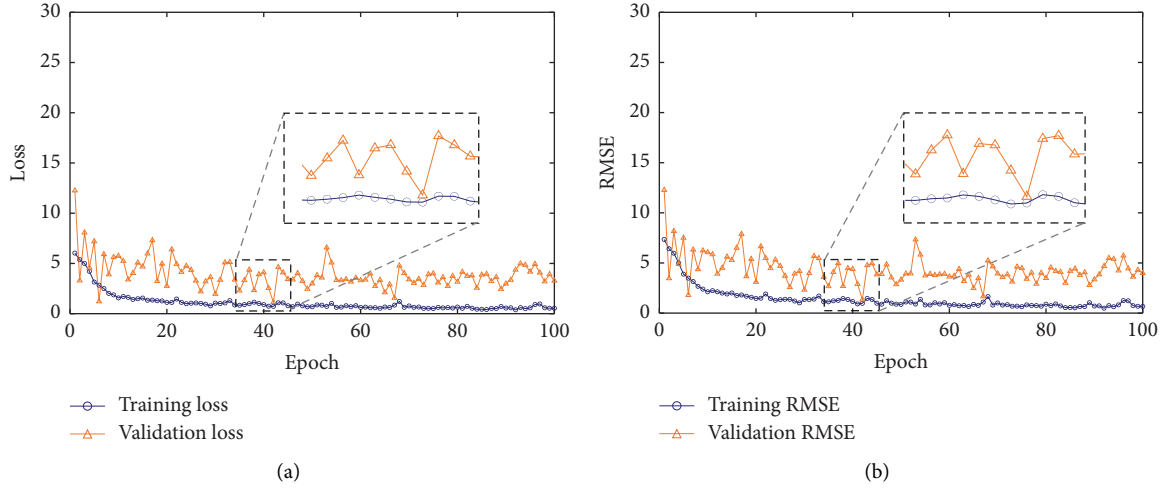 30
25
20
15
10
5
0
Loss
0 20 40 60 80 100
Epoch
Training loss
Validation loss
(a)
30
25
20
15
10
5
0
RMSE
0 20 40 60 80 100
Epoch
Training RMSE
Validation RMSE
(b)